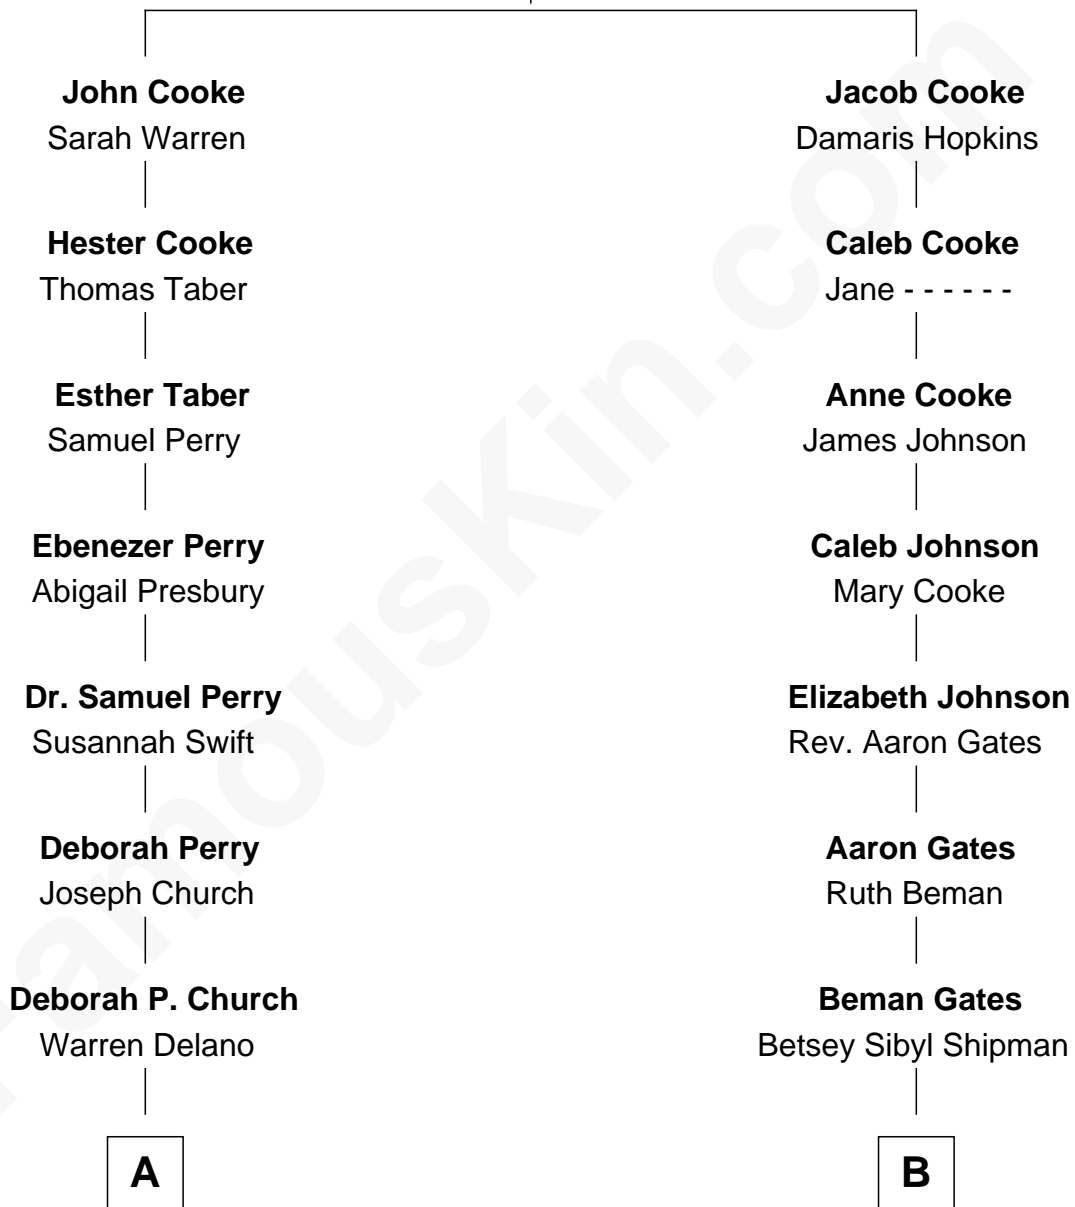 John Cooke
Sarah Warren
Hester Cooke
Thomas Taber
Esther Taber
Samuel Perry
Ebenezer Perry
Abigail Presbury
Dr. Samuel Perry
Susannah Swift
Deborah Perry
Joseph Church
Deborah P. Church
Warren Delano
A
Jacob Cooke
Damaris Hopkins
Caleb Cooke
Jane - - - - - -
Anne Cooke
James Johnson
Caleb Johnson
Mary Cooke
Elizabeth Johnson
Rev. Aaron Gates
Aaron Gates
Ruth Beman
Beman Gates
Betsey Sibyl Shipman
B
FamousKin.com